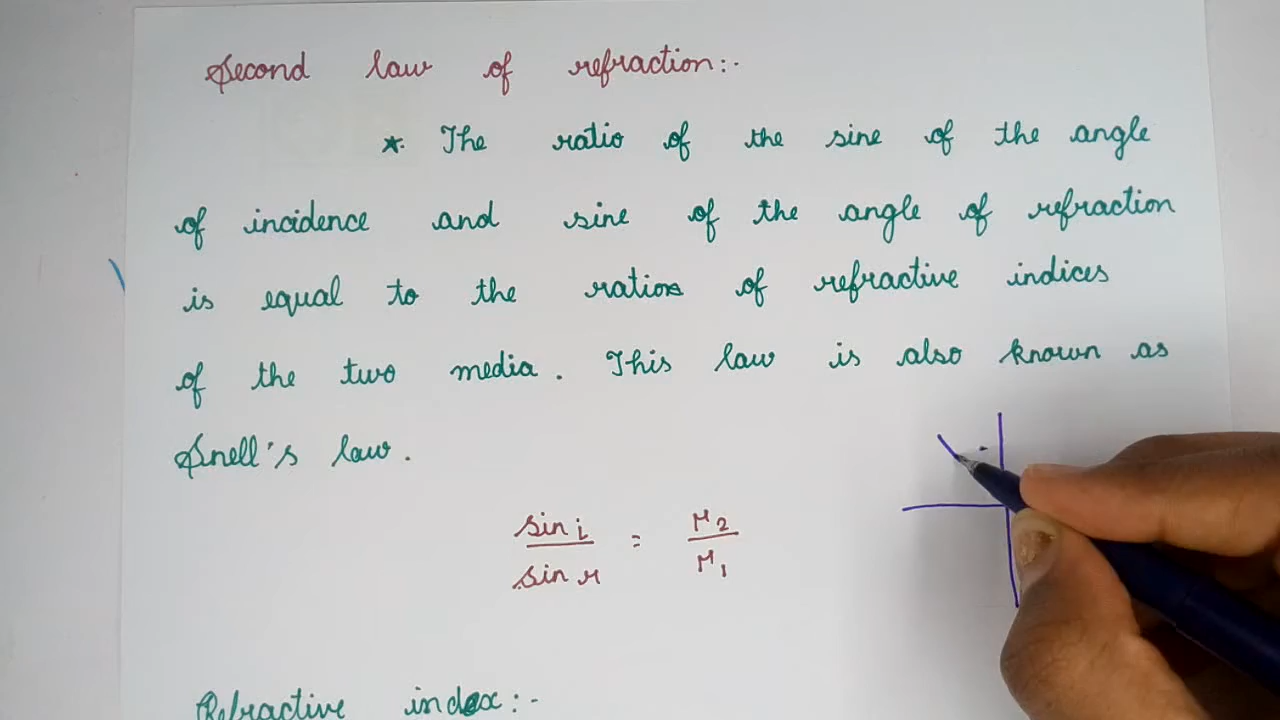 Second law of refraction:-
* The ratio of the sine of the angle
of incidence and sine of the angle of refraction
is equal to the ration of refractive indices
of the two media. This law is also known as
Snell's law.
sin i / sin r = μ2 / μ1
Refractive index:-